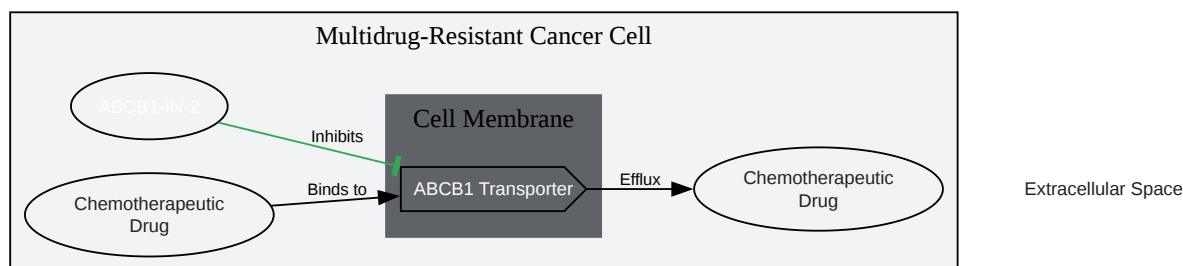 Multidrug-Resistant Cancer Cell
ABCB1-IN-2
Cell Membrane
Inhibits
ABCB1 Transporter
Binds to
Efflux
Chemotherapeutic
Drug
Chemotherapeutic
Drug
Extracellular Space